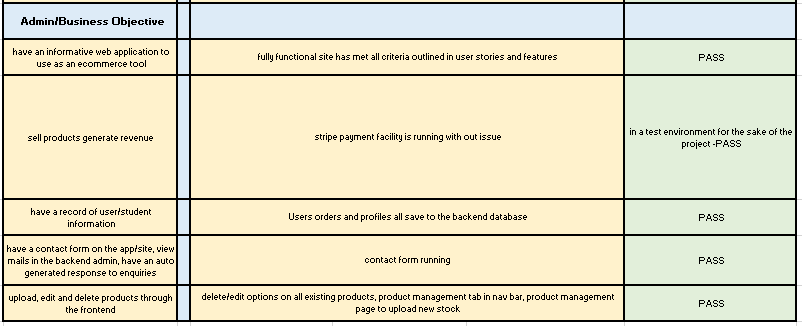 Admin/Business Objective
have an informative web application to
use as an ecommerce tool
fully functional site has met all criteria outlined in user stories and features
PASS
sell products generate revenue
stripe payment facility is running with out issue
in a test environment for the sake of the
project -PASS
have a record of user/student
information
Users orders and profiles all save to the backend database
PASS
have a contact form on the app/site, view
mails in the backend admin, have an auto
generated response to enquiries
contact form running
PASS
upload, edit and delete products through
the frontend
delete/edit options on all existing products, product management tab in nav bar, product management
page to upload new stock
PASS